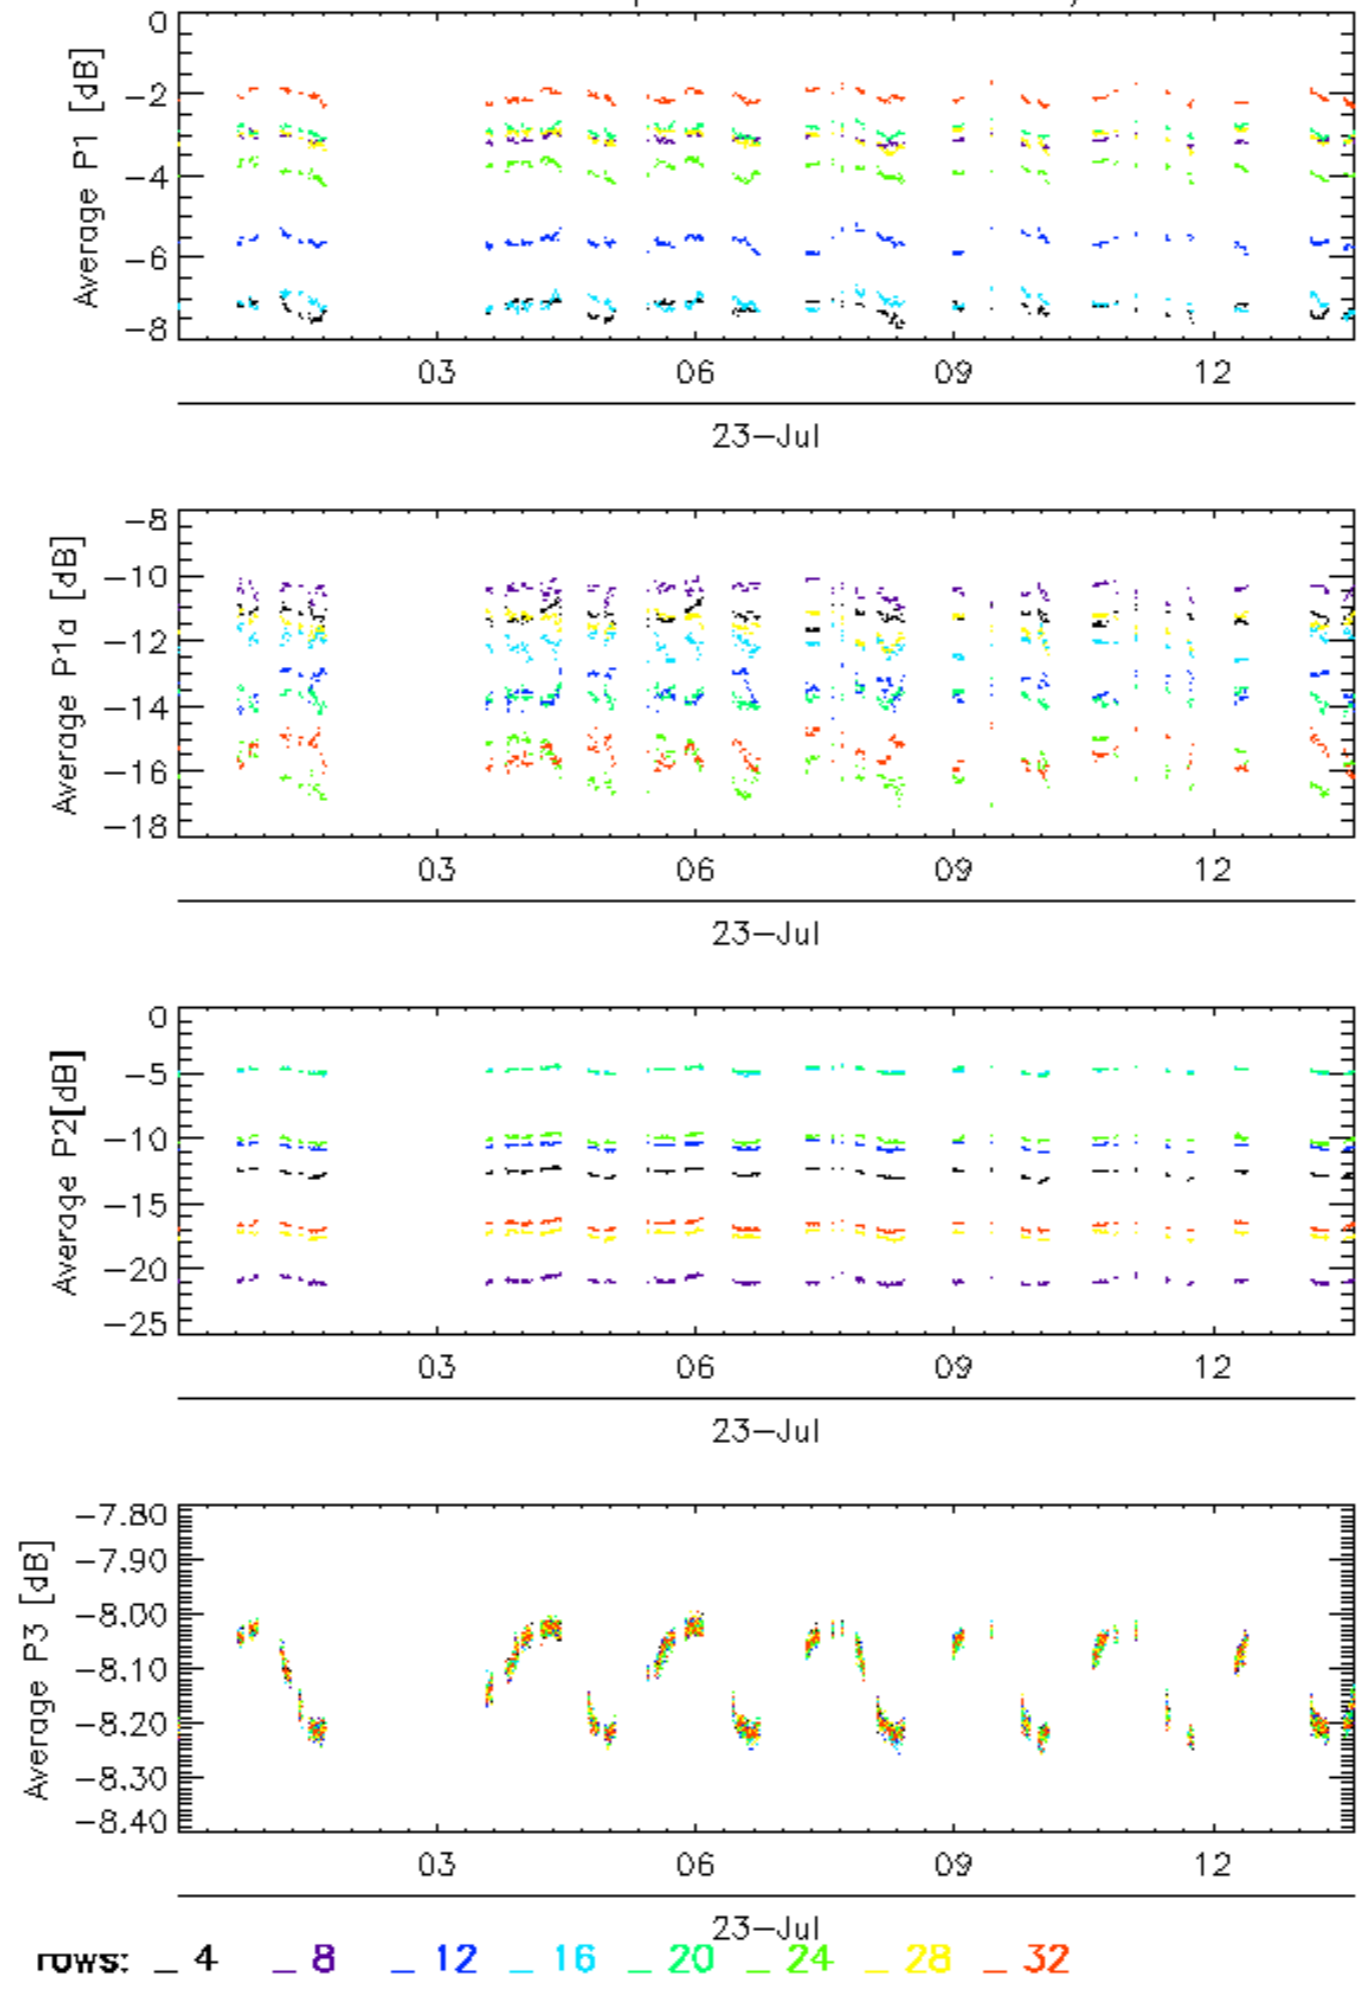 Average P1 [dB]
0
−2
−4
−6
−8
03 06 09 12
23−Jul
Average P1a [dB]
−8
−10
−12
−14
−16
−18
03 06 09 12
23−Jul
Average P2[dB]
0
−5
−10
−15
−20
−25
03 06 09 12
23−Jul
Average P3 [dB]
−7.80
−7.90
−8.00
−8.10
−8.20
−8.30
−8.40
03 06 09 12
23−Jul
rows: _ 4 _ 8 _ 12 _ 16 _ 20 _ 24 _ 28 _ 32